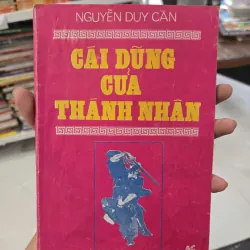 NGUYỄN DUY CẦN
CÁI DŨNG
CỦA
THÁNH NHÂN